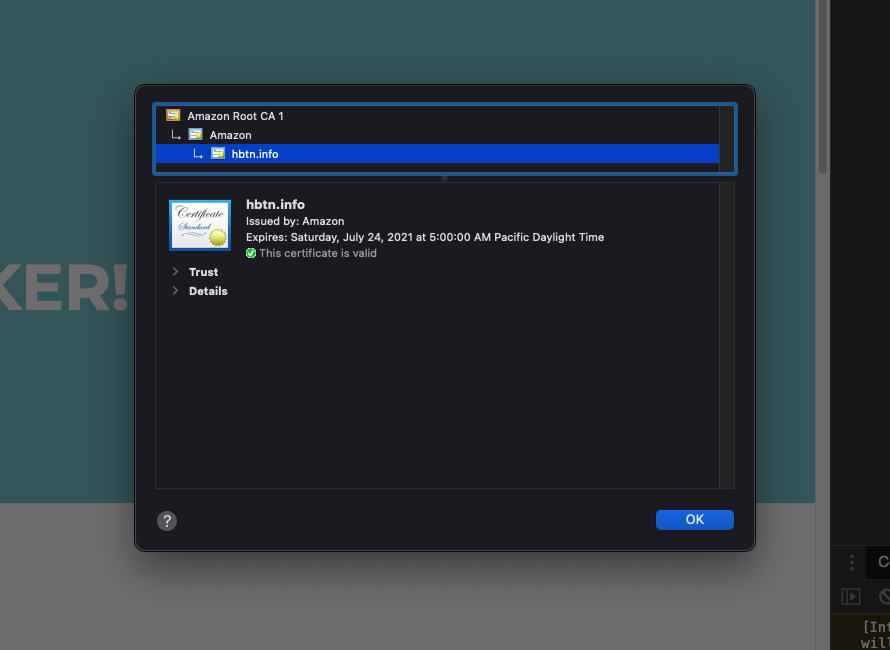 Amazon Root CA 1
Amazon
hbtn.info
Certificate
Standard
hbtn.info
Issued by: Amazon
Expires: Saturday, July 24, 2021 at 5:00:00 AM Pacific Daylight Time
This certificate is valid
Trust
Details
KER!
?
OK
[Int
will